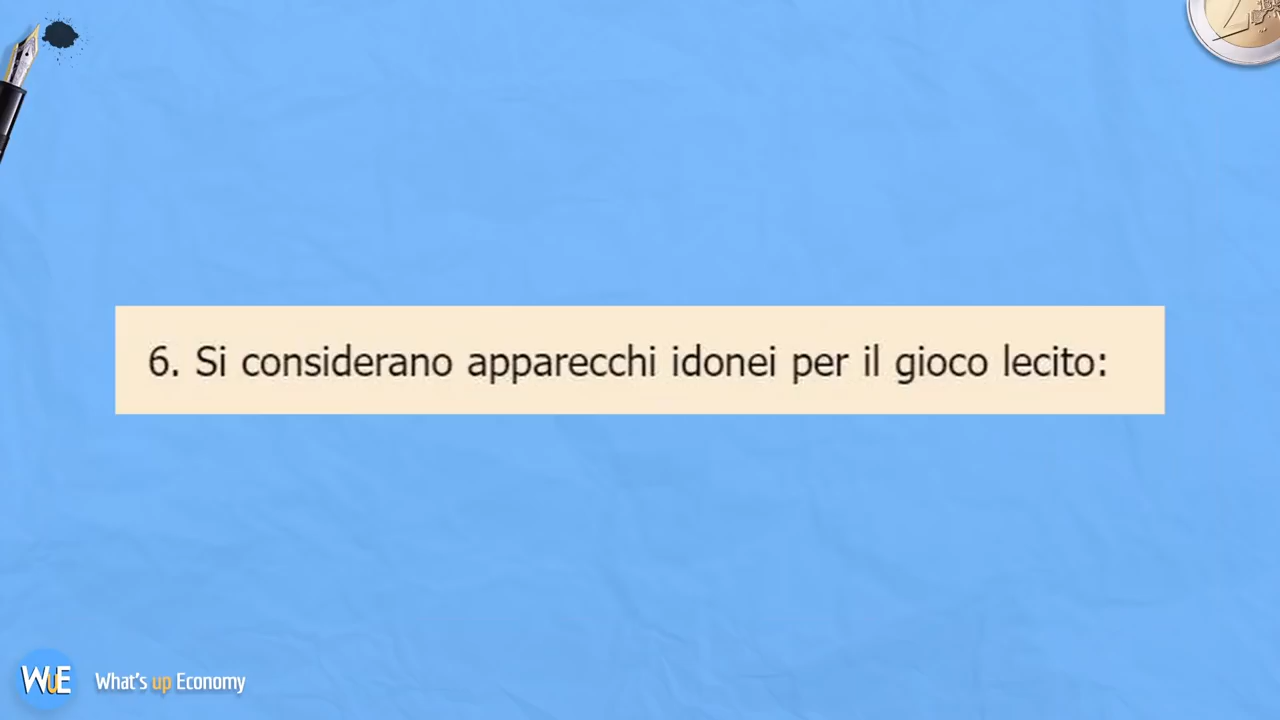 6. Si considerano apparecchi idonei per il gioco lecito:
WuE What's up Economy